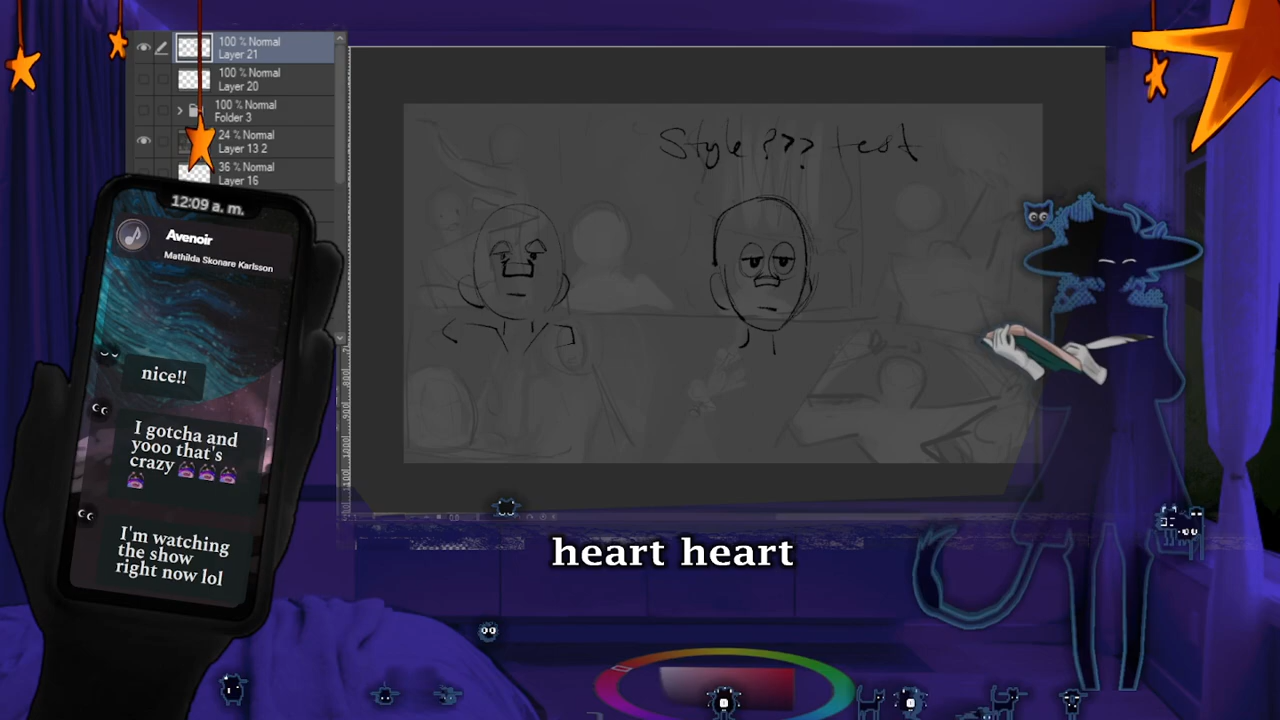 100 % Normal
Layer 21
100 % Normal
Layer 20
100 % Normal
Folder 3
24 % Normal
Layer 13 2
36 % Normal
Layer 16
Style ??? test
12:09 a. m.
Avenoir
Mathilda Skonare Karlsson
nice!!
I gotcha and
yooo that's
crazy
I'm watching
the show
right now lol
heart heart